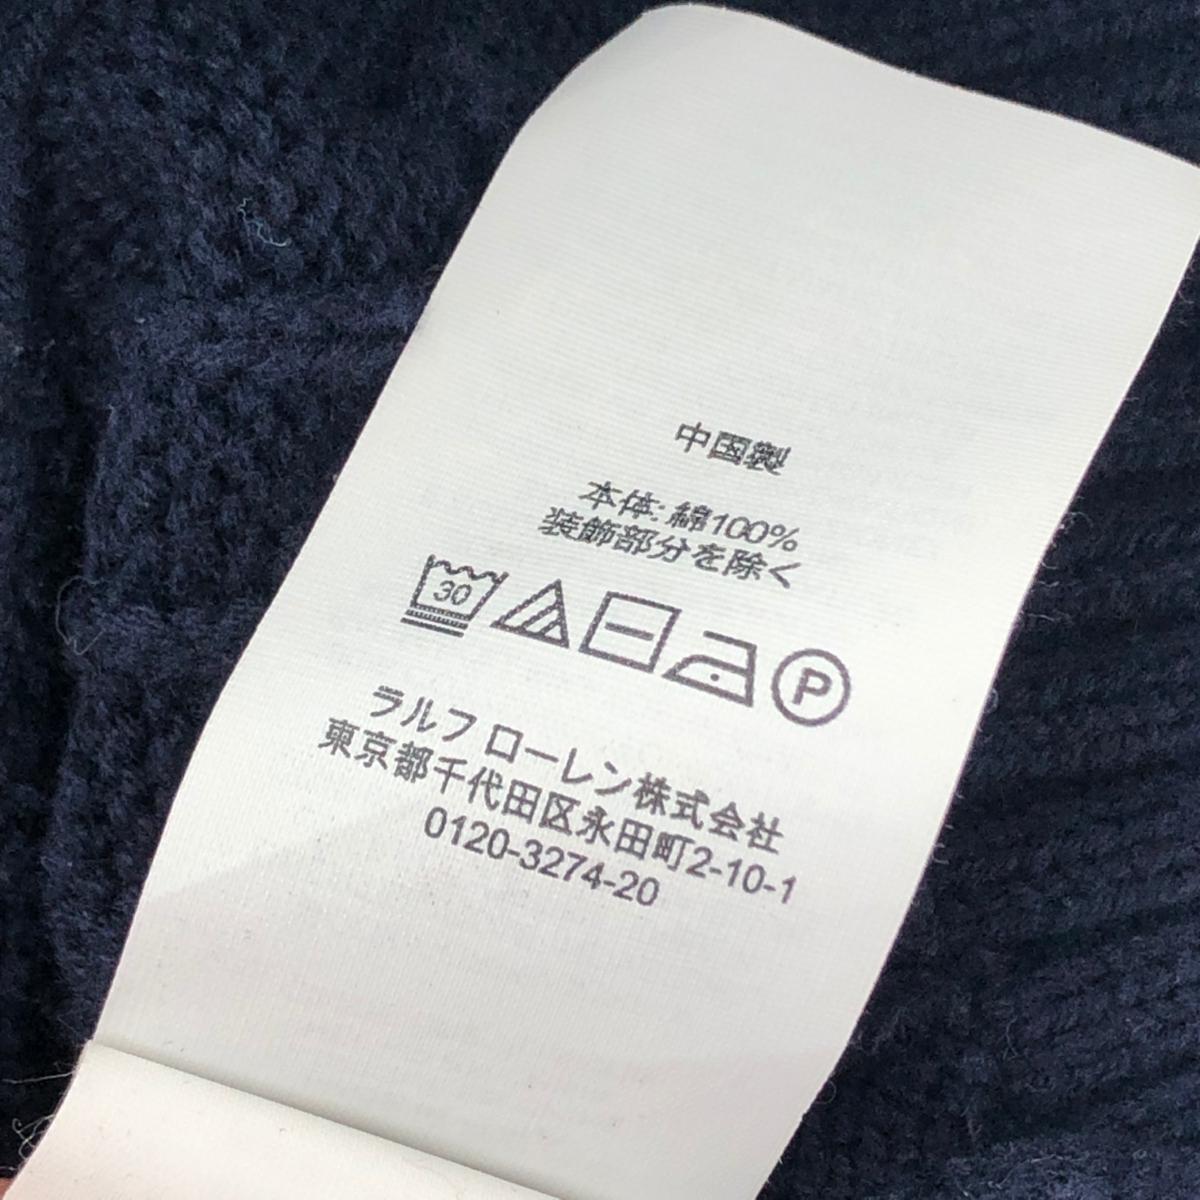 中国製
本体: 綿100%
装飾部分を除く
30 P
ラルフ ローレン株式会社
東京都千代田区永田町2-10-1
0120-3274-20